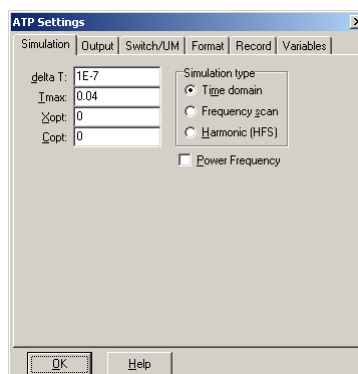 ATP Settings
Simulation Output Switch/UM Format Record Variables
delta T: 1E-7
Tmax: 0.04
Xopt: 0
Copt: 0
Simulation type
Time domain
Frequency scan
Harmonic (HFS)
Power Frequency
OK Help